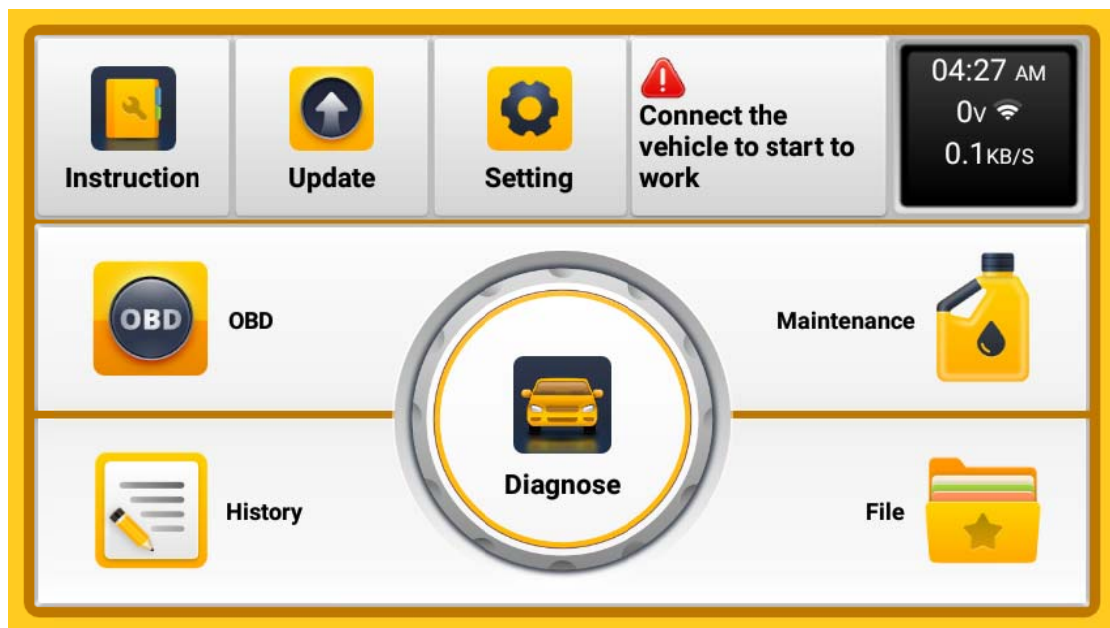 Instruction
Update
Setting
Connect the
vehicle to start to
work
04:27 AM
0V
0.1KB/S
OBD
OBD
Maintenance
Diagnose
History
File